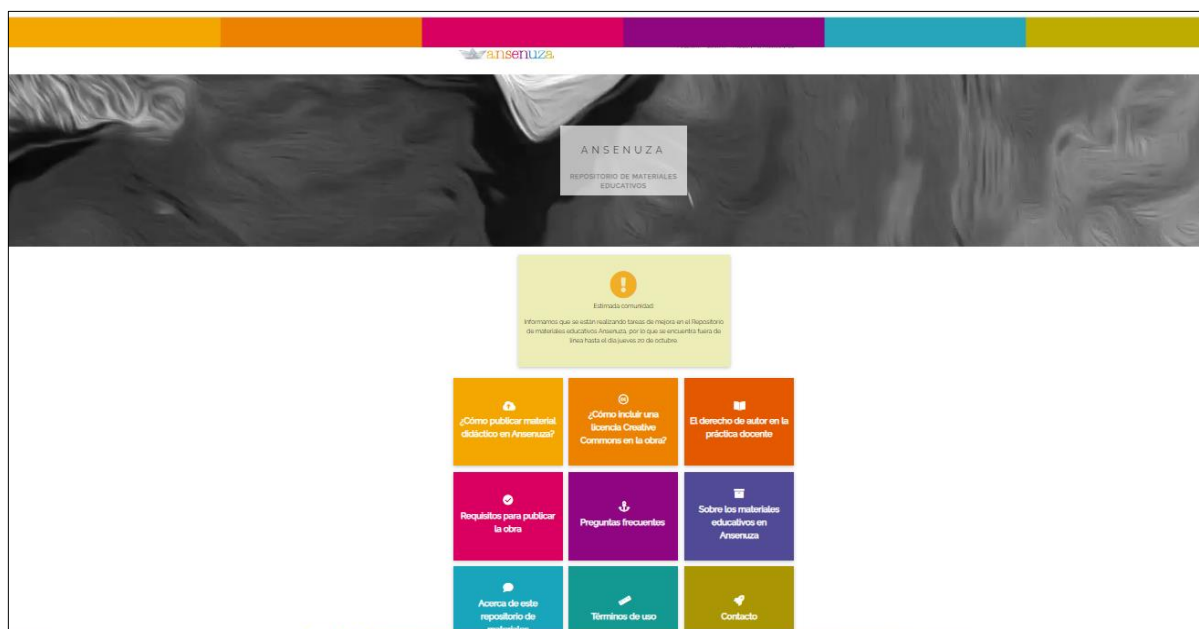 ansenuza
ANSENUZA
REPOSITORIO DE MATERIALES
EDUCATIVOS
Estimada comunidad:
Informamos que se están realizando tareas de mejora en el Repositorio
de materiales educativos Ansenuza, por lo que se encuentra fuera de
línea hasta el día jueves 20 de octubre
¿Cómo publicar material
didáctico en Ansenuza?
¿Cómo incluir una
licencia Creative
Commons en la obra?
El derecho de autor en la
práctica docente
Requisitos para publicar
la obra
Preguntas frecuentes
Sobre los materiales
educativos en
Ansenuza
Acerca de este
repositorio de
materiales
Términos de uso
Contacto